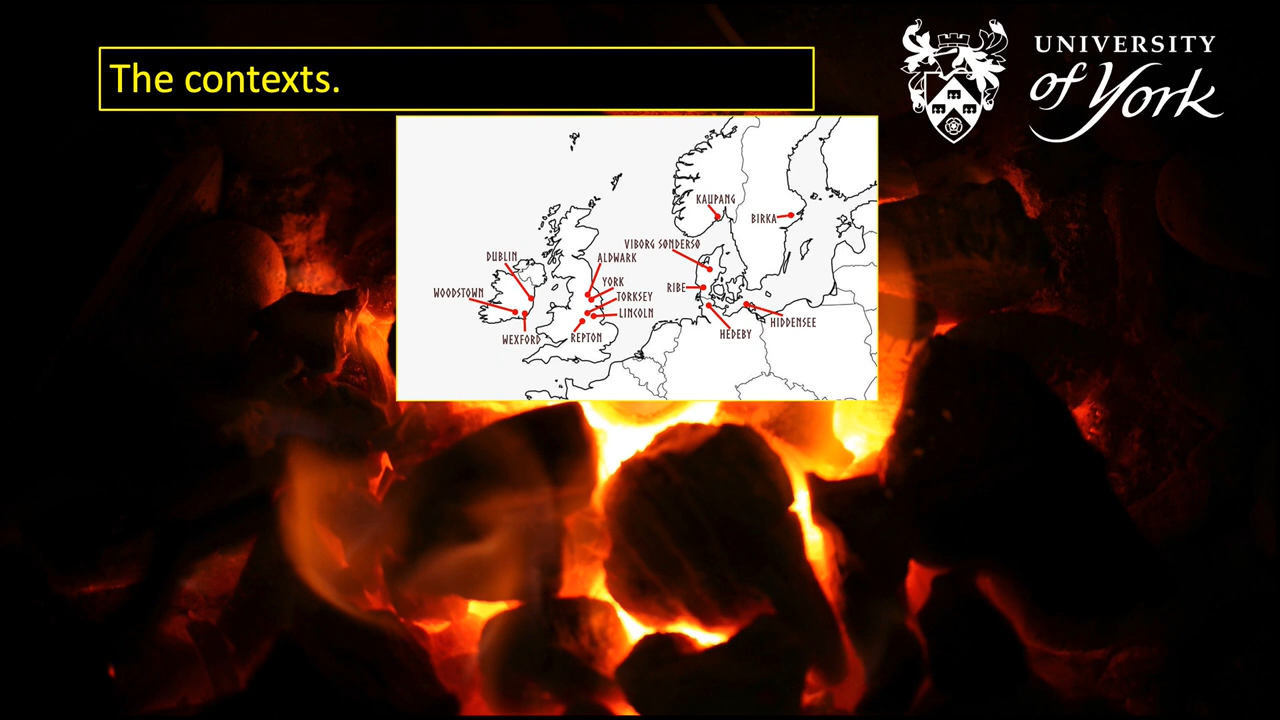 The contexts.
UNIVERSITY
of York
KAUPANG
BIRKA
VIBORG SONDERSO
DUBLIN
ALDWARK
YORK
RIBE
WOODSTOWN
TORKSEY
LINCOLN
HIDDENSEE
WEXFORD
REPTON
HEDEBY